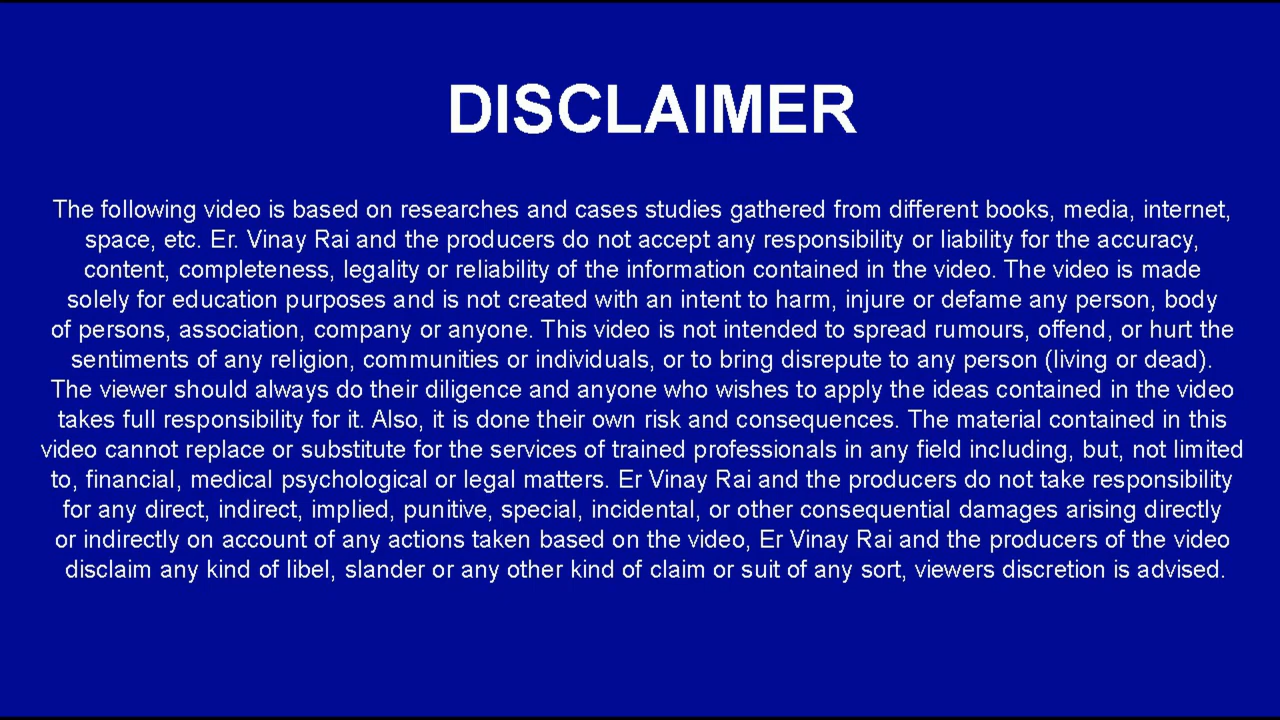 DISCLAIMER
The following video is based on researches and cases studies gathered from different books, media, internet,
space, etc. Er. Vinay Rai and the producers do not accept any responsibility or liability for the accuracy,
content, completeness, legality or reliability of the information contained in the video. The video is made
solely for education purposes and is not created with an intent to harm, injure or defame any person, body
of persons, association, company or anyone. This video is not intended to spread rumours, offend, or hurt the
sentiments of any religion, communities or individuals, or to bring disrepute to any person (living or dead).
The viewer should always do their diligence and anyone who wishes to apply the ideas contained in the video
takes full responsibility for it. Also, it is done their own risk and consequences. The material contained in this
video cannot replace or substitute for the services of trained professionals in any field including, but, not limited
to, financial, medical psychological or legal matters. Er Vinay Rai and the producers do not take responsibility
for any direct, indirect, implied, punitive, special, incidental, or other consequential damages arising directly
or indirectly on account of any actions taken based on the video, Er Vinay Rai and the producers of the video
disclaim any kind of libel, slander or any other kind of claim or suit of any sort, viewers discretion is advised.